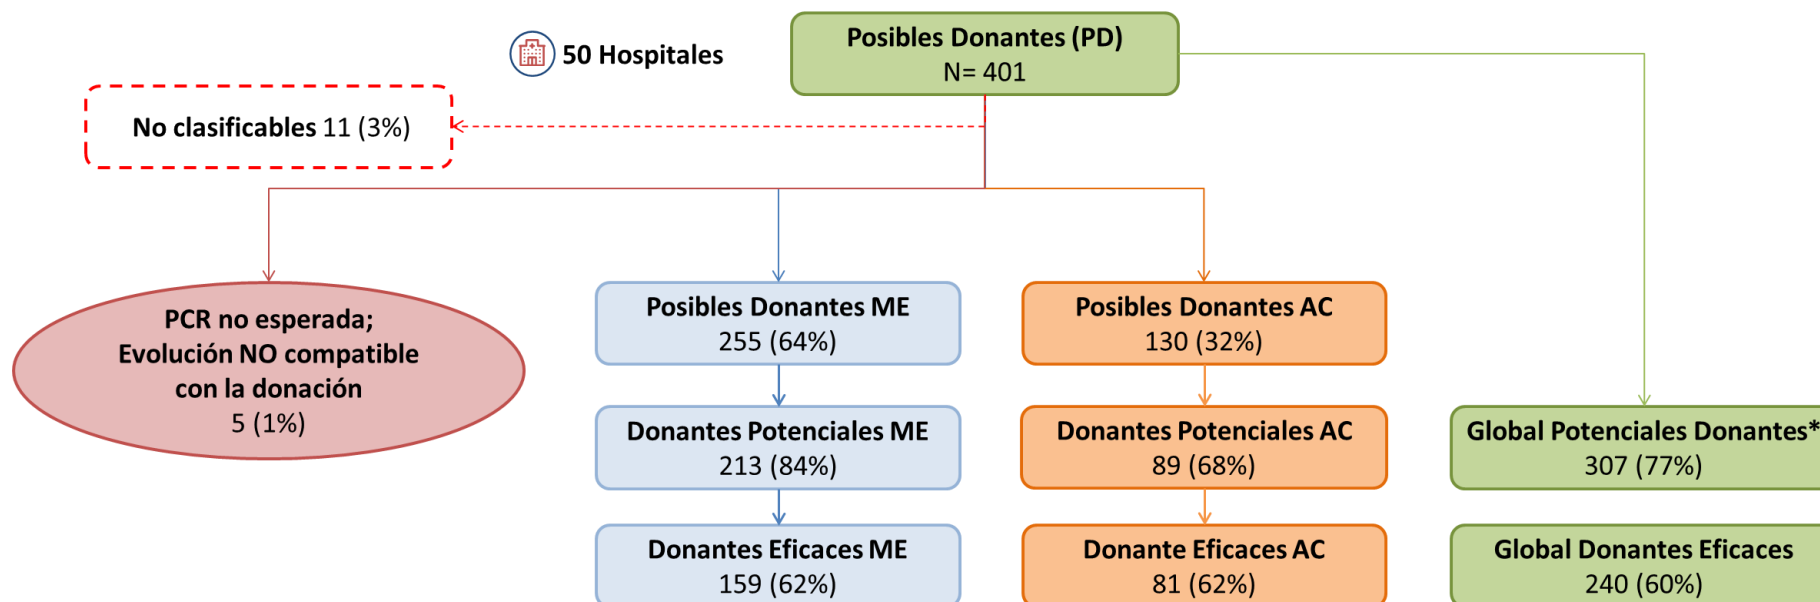 Posibles Donantes (PD)
N= 401
50 Hospitales
No clasificables 11 (3%)
PCR no esperada;
Evolución NO compatible
con la donación
5 (1%)
Posibles Donantes ME
255 (64%)
Posibles Donantes AC
130 (32%)
Donantes Potenciales ME
213 (84%)
Donantes Potenciales AC
89 (68%)
Global Potenciales Donantes*
307 (77%)
Donantes Eficaces ME
159 (62%)
Donante Eficaces AC
81 (62%)
Global Donantes Eficaces
240 (60%)